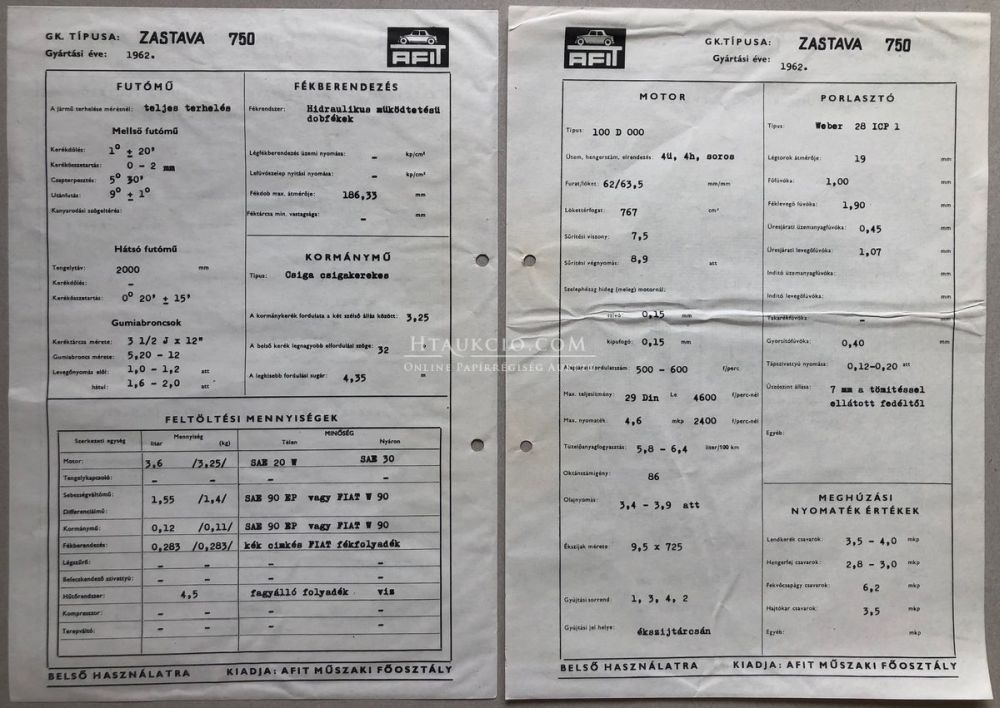 GK. TÍPUSA: ZASTAVA 750
Gyártási éve: 1962.
AFIT
FUTÓMŰ
A jármű terhelése mérésnél: teljes terhelés
Mellső futómű
Kerékdőlés: 1° ± 20'
Kerékösszetartás: 0 - 2 mm
Csapterpesztés: 5° 30'
Utánfutás: 9° ± 1°
Kanyarodási szögeltérés:
Hátsó futómű
Tengelytáv: 2000 mm
Kerékdőlés: -
Kerékösszetartás: 0° 20' ± 15'
Gumiabroncsok
Keréktárcsa mérete: 3 1/2 J x 12"
Gumiabroncs mérete: 5,20 - 12
Levegőnyomás elöl: 1,0 - 1,2 att
hátul: 1,6 - 2,0 att
FÉKBERENDEZÉS
Fékrendszer: Hidraulikus működtetésű
dobfékek
Légfékberendezés üzemi nyomása: - kp/cm²
Lefúvószelep nyitási nyomása: - kp/cm²
Fékdob max. átmérője: 186,33 mm
Féktárcsa min. vastagsága: - mm
KORMÁNYMŰ
Típus: Csiga csigakerekes
A kormánykerék fordulata a két szélső állás között: 3,25
A belső kerék legnagyobb elfordulási szöge: 32 °
A legkisebb fordulási sugár: 4,35 m
FELTÖLTÉSI MENNYISÉGEK
Szerkezeti egység Mennyiség MINŐSÉG
liter (kg) Télen Nyáron
Motor: 3,6 /3,25/ SAE 20 W SAE 30
Tengelykapcsoló: - - - -
Sebességváltómű: 1,55 /1,4/ SAE 90 EP vagy FIAT W 90
Differenciálmű:
Kormánymű: 0,12 /0,11/ SAE 90 EP vagy FIAT W 90
Fékberendezés: 0,283 /0,283/ kék cimkés FIAT fékfolyadék
Légszűrő: - - - -
Befecskendező szivattyú: - - - -
Hűtőrendszer: 4,5 fagyálló folyadék víz
Kompresszor: - - - -
Terepváltó: - - - -
BELSŐ HASZNÁLATRA KIADJA: AFIT MŰSZAKI FŐOSZTÁLY
AFIT
GK.TÍPUSA: ZASTAVA 750
Gyártási éve: 1962.
MOTOR
Típus: 100 D 000
Ütem, hengerszám, elrendezés: 4ü, 4h, soros
Furat/löket: 62/63,5 mm/mm
Lökettérfogat: 767 cm³
Sűrítési viszony: 7,5
Sűrítési végnyomás: 8,9 att
Szelephézag hideg (meleg) motornál:
szívó: 0,15 mm
kipufogó: 0,15 mm
Alapjárati fordulatszám: 500 - 600 f/perc
Max. teljesítmény: 29 Din Le 4600 f/perc-nél
Max. nyomaték: 4,6 mkp 2400 f/perc-nél
Tüzelőanyagfogyasztás: 5,8 - 6,4 liter/100 km
Oktánszámigény: 86
Olajnyomás: 3,4 - 3,9 att
Ékszíjak mérete: 9,5 x 725
Gyújtási sorrend: 1, 3, 4, 2
Gyújtási jel helye: ékszijtárcsán
PORLASZTÓ
Típus: Weber 28 ICP 1
Légtorok átmérője: 19 mm
Főfúvóka: 1,00 mm
Féklevegő fúvóka: 1,90 mm
Üresjárati üzemanyagfúvóka: 0,45 mm
Üresjárati levegőfúvóka: 1,07 mm
Indító üzemanyagfúvóka: mm
Indító levegőfúvóka: mm
Takarékfúvóka: - mm
Gyorsítófúvóka: 0,40 mm
Tápszivattyú nyomása: 0,12-0,20 att
Úszószint állása: 7 mm a tömitéssel
ellátott fedéltől
Egyéb:
MEGHÚZÁSI
NYOMATÉK ÉRTÉKEK
Lendkerék csavarok: 3,5 - 4,0 mkp
Hengerfej csavarok: 2,8 - 3,0 mkp
Fekvőcsapágy csavarok: 6,2 mkp
Hajtókar csavarok: 3,5 mkp
Egyéb: mkp
BELSŐ HASZNÁLATRA KIADJA: AFIT MŰSZAKI FŐOSZTÁLY
HTAUKCIO.COM
ONLINE PAPÍRRÉGISÉG AUKCIÓ